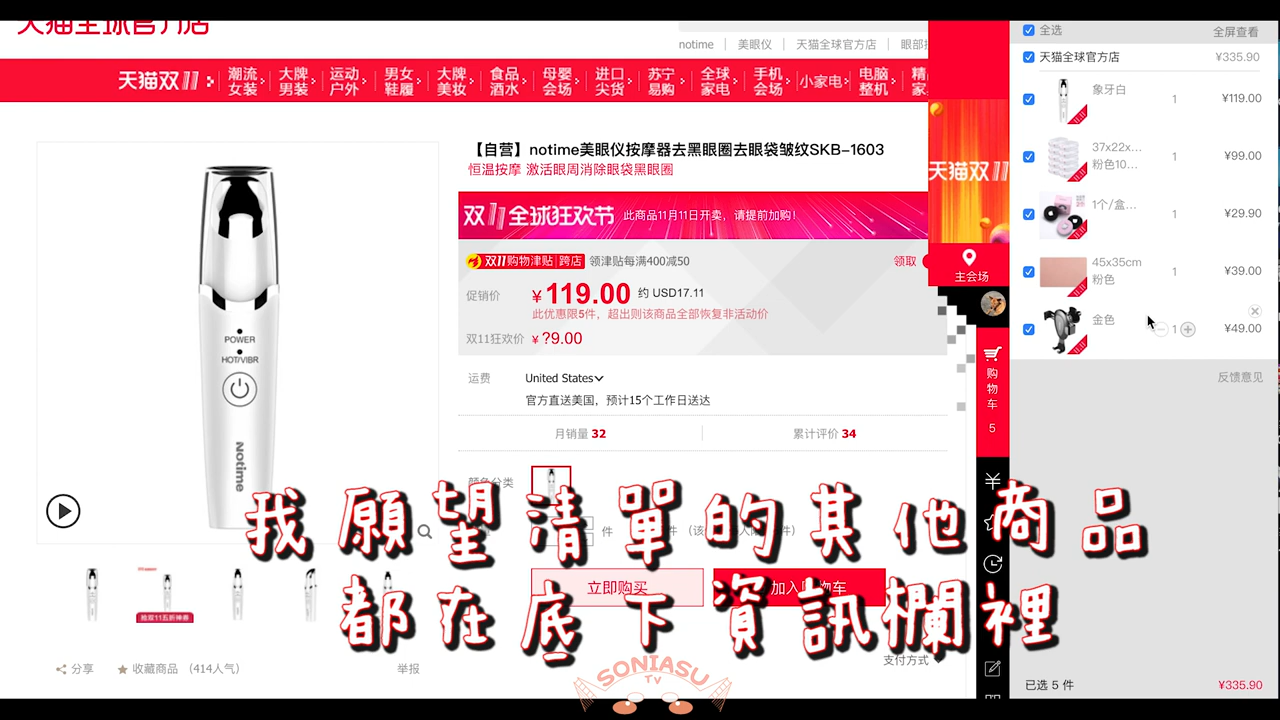 天猫全球官方店
notime
美眼仪
天猫全球官方店
天猫双11
潮流女装
大牌男装
运动户外
男女鞋履
大牌美妆
食品酒水
母婴会场
进口尖货
苏宁易购
全球家电
手机会场
小家电
电脑整机
【自营】notime美眼仪按摩器去黑眼圈去眼袋皱纹SKB-1603
恒温按摩 激活眼周消除眼袋黑眼圈
双11全球狂欢节 此商品11月11日开卖，请提前加购！
双11购物津贴 跨店 领津贴每满400减50 领取
促销价 ¥119.00 约 USD17.11
此优惠限5件，超出则该商品全部恢复非活动价
双11狂欢价 ¥?9.00
运费 United States
官方直送美国，预计15个工作日送达
月销量 32
累计评价 34
颜色分类
件
立即购买
支付方式
POWER
HOT/VIBR
Notime
抢双11五折神券
分享
收藏商品 （414人气）
举报
天猫双11
主会场
购物车
5
全选 全屏查看
天猫全球官方店 ¥335.90
象牙白 1 ¥119.00
37x22x...
粉色10... 1 ¥99.00
1个/盒... 1 ¥29.90
45x35cm
粉色 1 ¥39.00
金色 1 ¥49.00
反馈意见
已选 5 件 ¥335.90
我願望清單的其他商品
都在底下資訊欄裡
SONIASU
TV